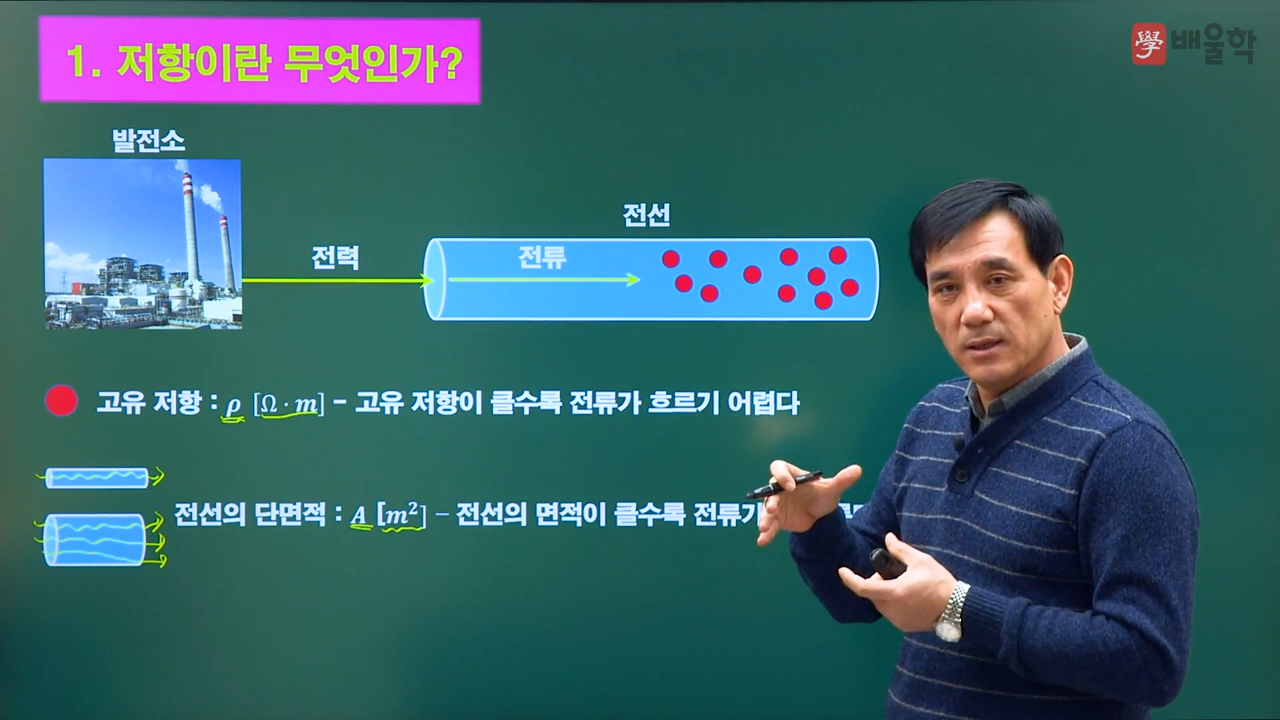 1. 저항이란 무엇인가?
學 배울학
발전소
전력
전선
전류
고유 저항 : ρ [Ω · m] – 고유 저항이 클수록 전류가 흐르기 어렵다
전선의 단면적 : A [m²] – 전선의 면적이 클수록 전류가